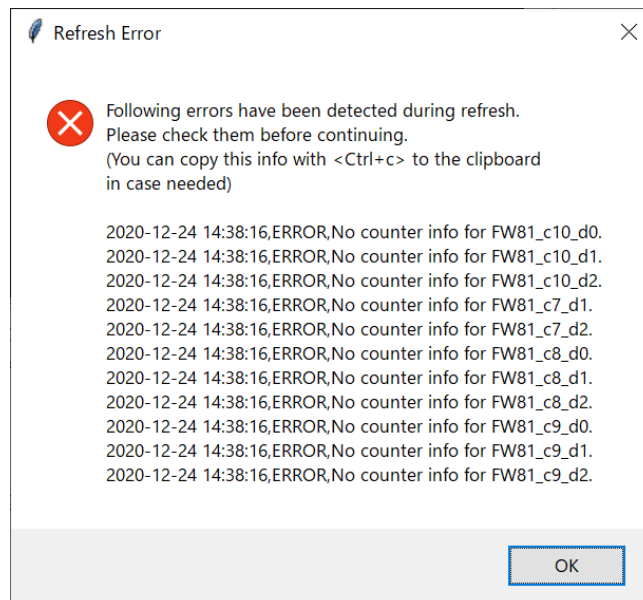 Refresh Error
Following errors have been detected during refresh.
Please check them before continuing.
(You can copy this info with <Ctrl+c> to the clipboard
in case needed)
2020-12-24 14:38:16,ERROR,No counter info for FW81_c10_d0.
2020-12-24 14:38:16,ERROR,No counter info for FW81_c10_d1.
2020-12-24 14:38:16,ERROR,No counter info for FW81_c10_d2.
2020-12-24 14:38:16,ERROR,No counter info for FW81_c7_d1.
2020-12-24 14:38:16,ERROR,No counter info for FW81_c7_d2.
2020-12-24 14:38:16,ERROR,No counter info for FW81_c8_d0.
2020-12-24 14:38:16,ERROR,No counter info for FW81_c8_d1.
2020-12-24 14:38:16,ERROR,No counter info for FW81_c8_d2.
2020-12-24 14:38:16,ERROR,No counter info for FW81_c9_d0.
2020-12-24 14:38:16,ERROR,No counter info for FW81_c9_d1.
2020-12-24 14:38:16,ERROR,No counter info for FW81_c9_d2.
OK